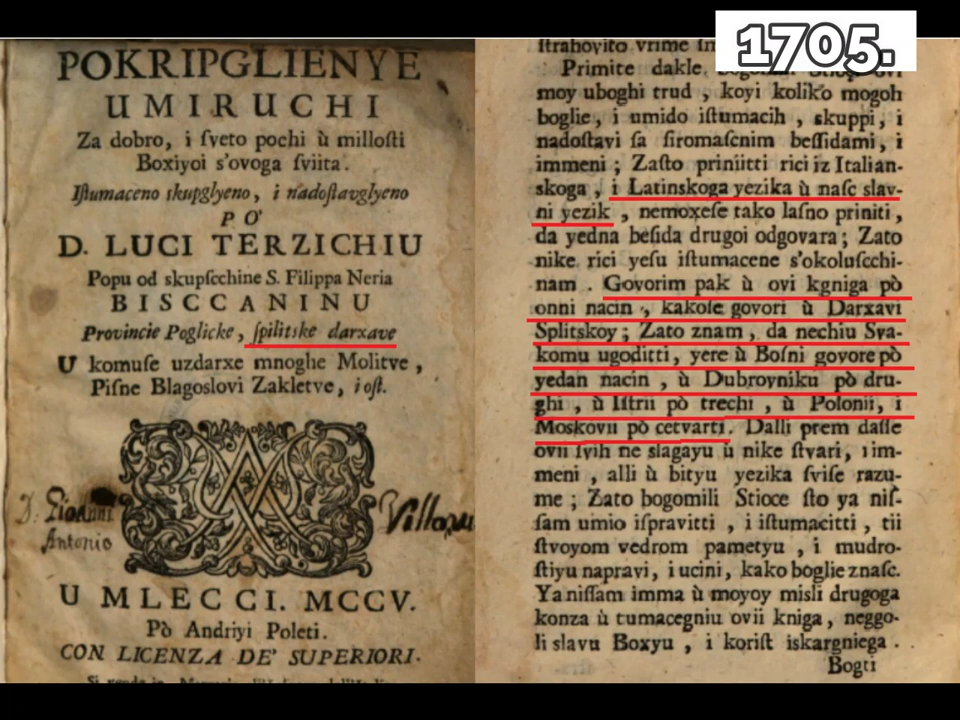 1705.
POKRIPGLIENYE
UMIRUCHI
Za dobro, i ſveto pochi ù milloſti
Boxiyoi s'ovoga ſviita.
Iſtumaceno skupglyeno, i nadoſtavglyeno
PO'
D. LUCI TERZICHIU
Popu od skupſcchine S. Filippa Neria
BISCCANINU
Provincie Poglicke, ſpilitske darxave
U komuſe uzdarxe mnoghe Molitve,
Piſne Blagoslovi Zakletve, i oſt.
Antonio
U MLECCI. MCCV.
Pò Andriyi Poleti.
CON LICENZA DE' SUPERIORI.
ſtrahovito vrime
Primite dakle
moy uboghi trud, koyi koliko mogoh
boglie, i umido iſtumacih, skuppi, i
nadoſtavi ſa ſiromaſcnim beſſidami, i
immeni; Zaſto priniitti rici iz Italian-
skoga, i Latinskoga yezika ù naſc slav-
ni yezik, nemoxeſe tako laſno priniti,
da yedna beſida drugoi odgovara; Zato
nike rici yeſu iſtumacene s'okoluſcchi-
nam. Govorim pak ù ovi kgniga pò
onni nacin, kakoſe govori ù Darxavi
Splitskoy; Zato znam, da nechiu Sva-
komu ugoditti, yere ù Boſni govore pò
yedan nacin, ù Dubrovniku pò dru-
ghi, ù Iſtrii pò trechi, ù Polonii, i
Moskovii pò cetvarti. Dalli prem daſſe
ovii ſvih ne slagayu ù nike ſtvari, i im-
meni, alli ù bityu yezika ſviſe razu-
me; Zato bogomili Stioce ſto ya niſ-
ſam umio iſpravitti, i iſtumacitti, tii
ſtvoyom vedrom pametyu, i mudro-
ſtiyu napravi, i ucini, kako boglie znaſc.
Ya niſſam imma ù moyoy misli drugoga
konza ù tumacegniu ovii kniga, neggo-
li slavu Boxyu, i koriſt iskargniega.
Bogti